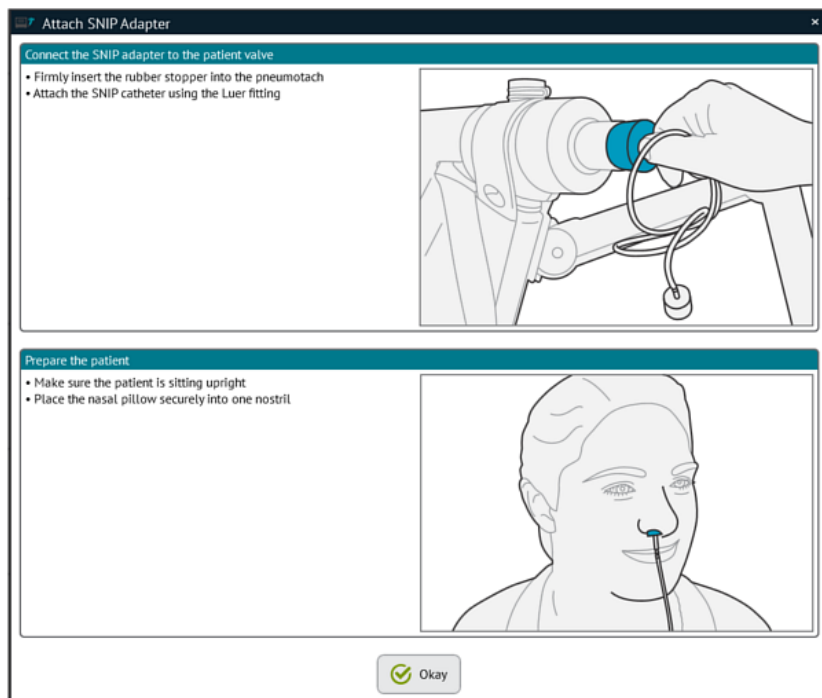 Attach SNIP Adapter
Connect the SNIP adapter to the patient valve
• Firmly insert the rubber stopper into the pneumotach
• Attach the SNIP catheter using the Luer fitting
Prepare the patient
• Make sure the patient is sitting upright
• Place the nasal pillow securely into one nostril
Okay